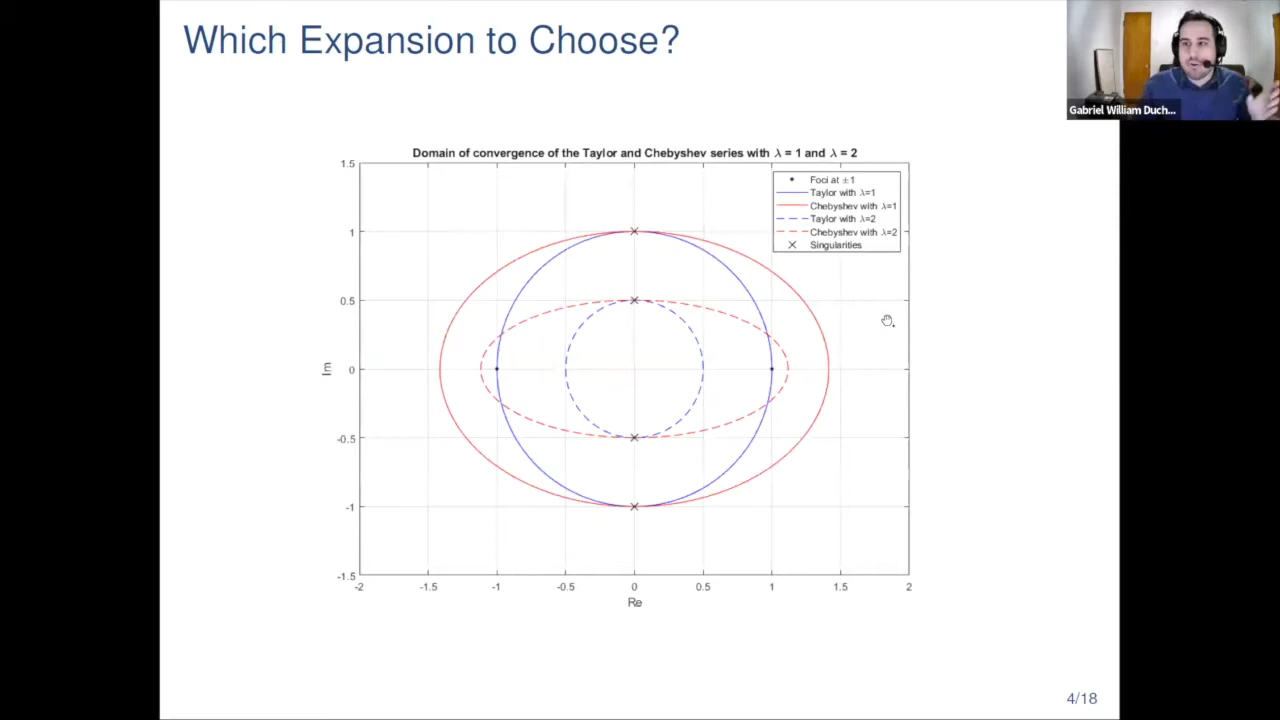 Which Expansion to Choose?
Gabriel William Duch...
Domain of convergence of the Taylor and Chebyshev series with λ = 1 and λ = 2
Foci at ±1
Taylor with λ=1
Chebyshev with λ=1
Taylor with λ=2
Chebyshev with λ=2
Singularities
1.5
1
0.5
0
-0.5
-1
-1.5
Im
-2 -1.5 -1 -0.5 0 0.5 1 1.5 2
Re
4/18